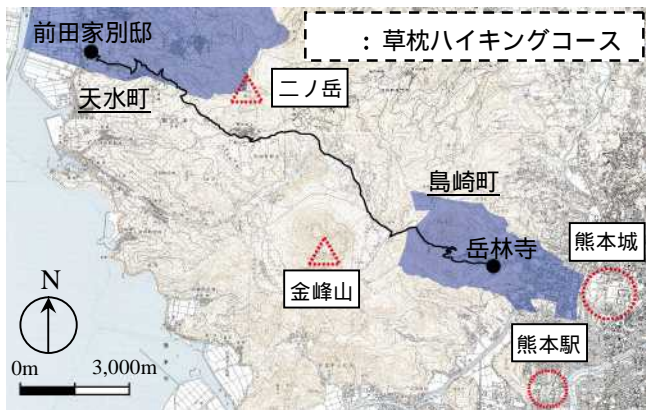 前田家別邸
：草枕ハイキングコース
二ノ岳
天水町
島崎町
熊本城
岳林寺
金峰山
N
熊本駅
0m 3,000m